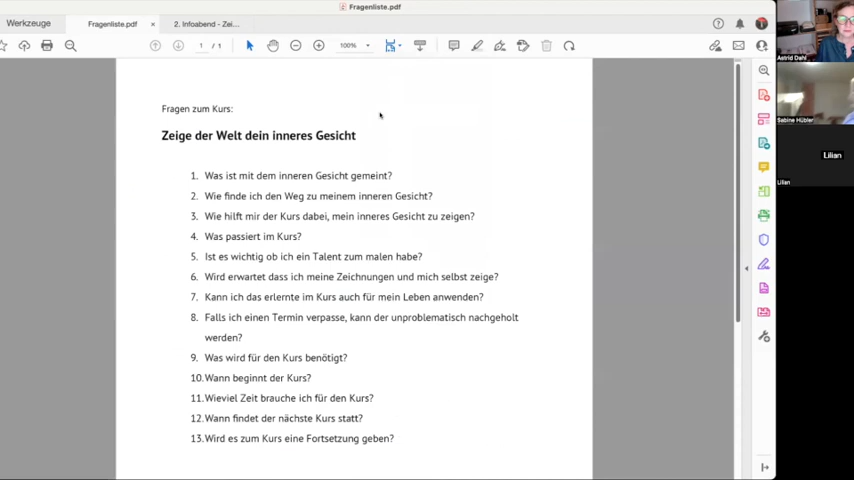 Fragenliste.pdf
Werkzeuge
Fragenliste.pdf ×
2. Infoabend - Zei...
1 / 1
100%
Fragen zum Kurs:
Zeige der Welt dein inneres Gesicht
1. Was ist mit dem inneren Gesicht gemeint?
2. Wie finde ich den Weg zu meinem inneren Gesicht?
3. Wie hilft mir der Kurs dabei, mein inneres Gesicht zu zeigen?
4. Was passiert im Kurs?
5. Ist es wichtig ob ich ein Talent zum malen habe?
6. Wird erwartet dass ich meine Zeichnungen und mich selbst zeige?
7. Kann ich das erlernte im Kurs auch für mein Leben anwenden?
8. Falls ich einen Termin verpasse, kann der unproblematisch nachgeholt
werden?
9. Was wird für den Kurs benötigt?
10. Wann beginnt der Kurs?
11. Wieviel Zeit brauche ich für den Kurs?
12. Wann findet der nächste Kurs statt?
13. Wird es zum Kurs eine Fortsetzung geben?
Astrid Dahl
Sabine Hübler
Lilian
Lilian